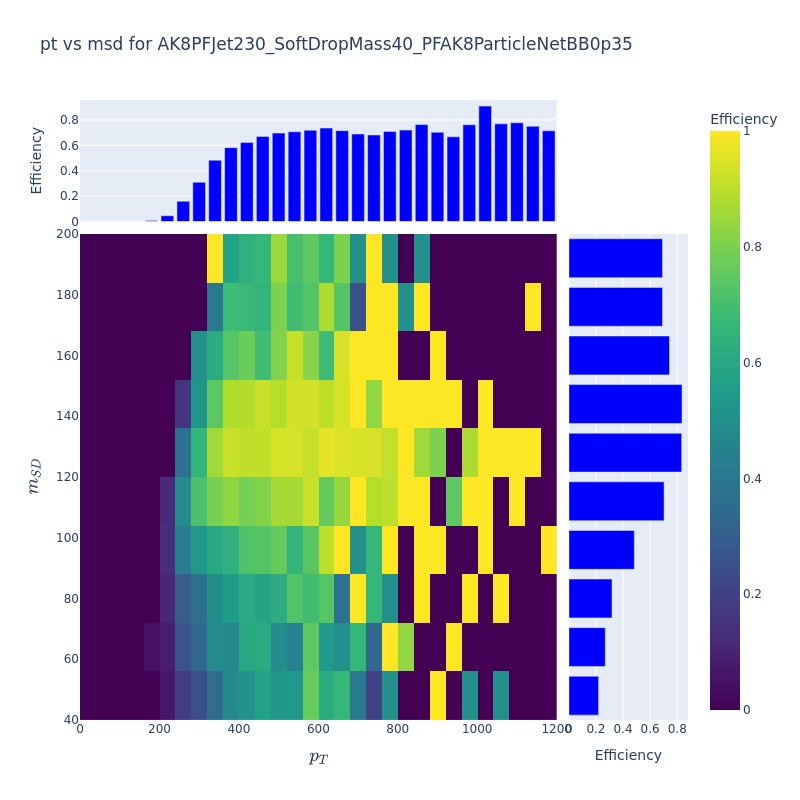 pt vs msd for AK8PFJet230_SoftDropMass40_PFAK8ParticleNetBB0p35
Efficiency
0.8
0.6
0.4
0.2
0
200
180
160
140
120
100
80
60
40
m_SD
0 200 400 600 800 1000 1200
p_T
0 0.2 0.4 0.6 0.8
Efficiency
Efficiency
1
0.8
0.6
0.4
0.2
0